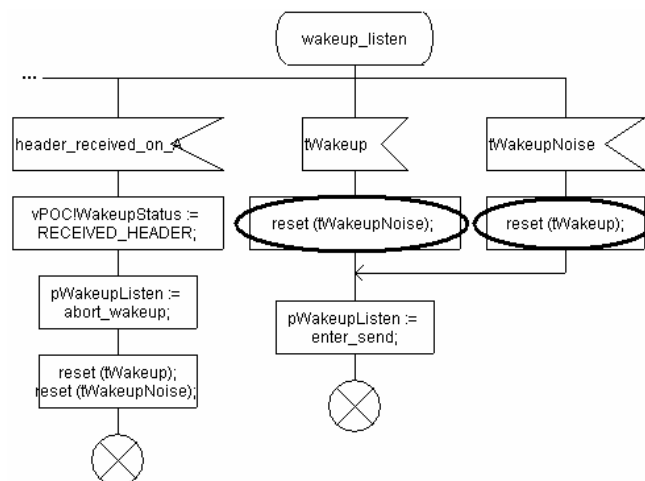 wakeup_listen
...
header_received_on_A
tWakeup
tWakeupNoise
vPOC!WakeupStatus :=
RECEIVED_HEADER;
reset (tWakeupNoise);
reset (tWakeup);
pWakeupListen :=
abort_wakeup;
pWakeupListen :=
enter_send;
reset (tWakeup);
reset (tWakeupNoise);